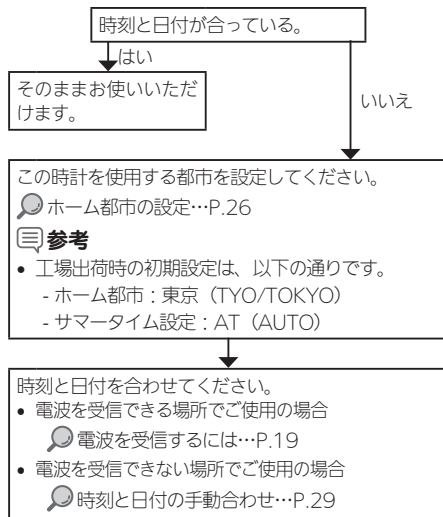 時刻と日付が合っている。
はい
そのままお使いいただ
けます。
いいえ
この時計を使用する都市を設定してください。
ホーム都市の設定…P.26
参考
• 工場出荷時の初期設定は、以下の通りです。
- ホーム都市：東京（TYO/TOKYO）
- サマータイム設定：AT（AUTO）
時刻と日付を合わせてください。
• 電波を受信できる場所でご使用の場合
電波を受信するには…P.19
• 電波を受信できない場所でご使用の場合
時刻と日付の手動合わせ…P.29